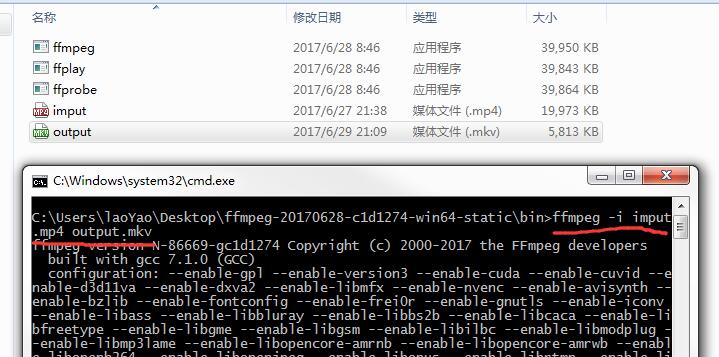 名称 修改日期 类型 大小
ffmpeg 2017/6/28 8:46 应用程序 39,950 KB
ffplay 2017/6/28 8:46 应用程序 39,843 KB
ffprobe 2017/6/28 8:46 应用程序 39,864 KB
imput 2017/6/27 21:38 媒体文件 (.mp4) 19,973 KB
output 2017/6/29 21:09 媒体文件 (.mkv) 5,813 KB
C:\Windows\system32\cmd.exe
C:\Users\laoYao\Desktop\ffmpeg-20170628-c1d1274-win64-static\bin>ffmpeg -i imput
.mp4 output.mkv
ffmpeg version N-86669-gc1d1274 Copyright (c) 2000-2017 the FFmpeg developers
built with gcc 7.1.0 (GCC)
configuration: --enable-gpl --enable-version3 --enable-cuda --enable-cuvid --e
nable-d3d11va --enable-dxva2 --enable-libmfx --enable-nvenc --enable-avisynth --
enable-bzlib --enable-fontconfig --enable-frei0r --enable-gnutls --enable-iconv
--enable-libass --enable-libbluray --enable-libbs2b --enable-libcaca --enable-li
bfreetype --enable-libgme --enable-libgsm --enable-libilbc --enable-libmodplug -
-enable-libmp3lame --enable-libopencore-amrnb --enable-libopencore-amrwb --enabl